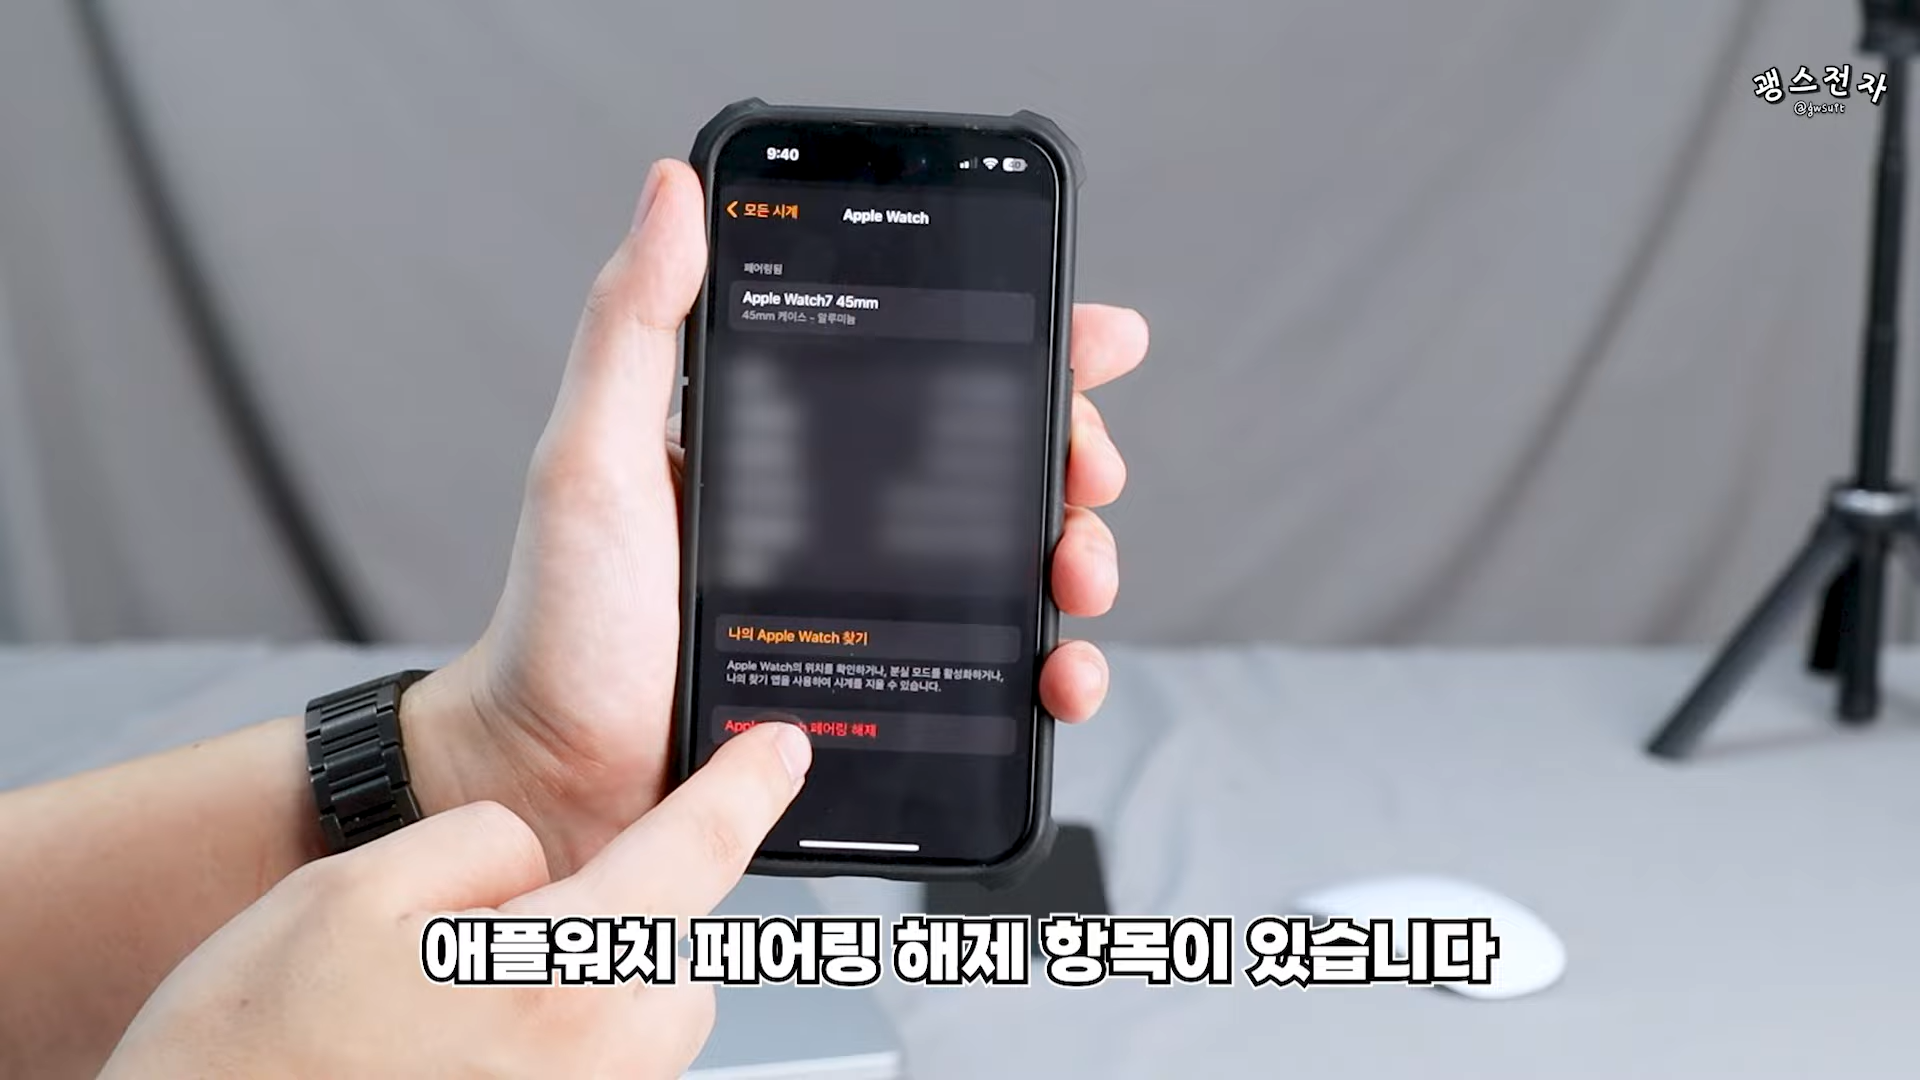 괭스전자
@gwsuit
9:40
40
모든 시계
Apple Watch
페어링됨
Apple Watch7 45mm
45mm 케이스 - 알루미늄
나의 Apple Watch 찾기
Apple Watch의 위치를 확인하거나, 분실 모드를 활성화하거나,
나의 찾기 앱을 사용하여 시계를 지울 수 있습니다.
페어링 해제
애플워치 페어링 해제 항목이 있습니다